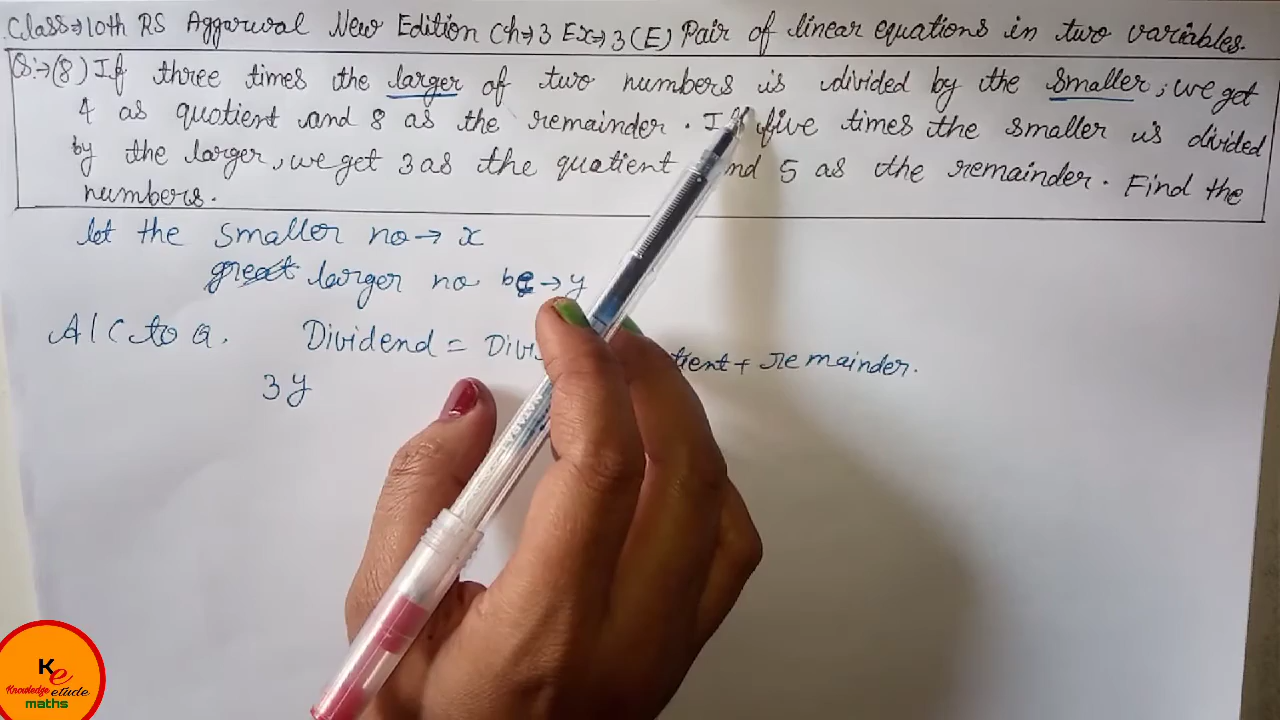 Class→10th RS Aggarwal New Edition Ch→3 Ex→3(E) Pair of linear equations in two variables.
Q:→(8) If three times the larger of two numbers is divided by the smaller, we get
4 as quotient and 8 as the remainder. If five times the smaller is divided
by the larger, we get 3 as the quotient and 5 as the remainder. Find the
numbers.
let the smaller no→ x
larger no be→ y
A/C to Q. Dividend = + remainder.
3y
Ke
Knowledge etude
maths